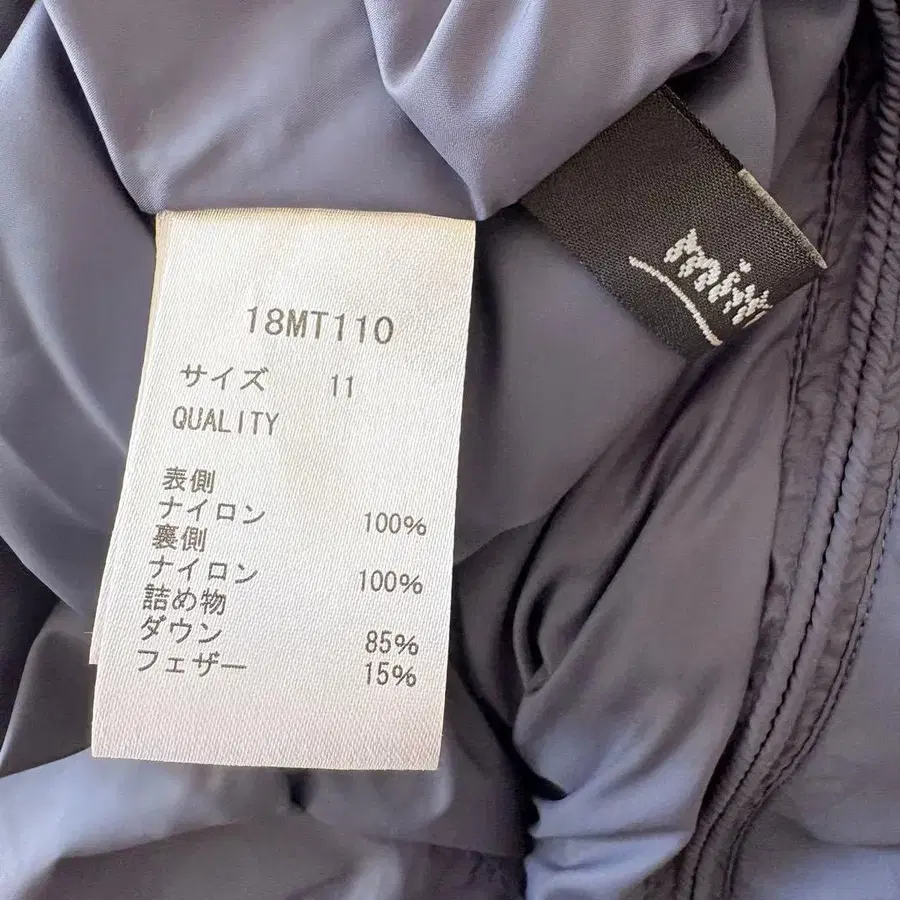 18MT110
サイズ 11
QUALITY
表側
ナイロン 100%
裏側
ナイロン 100%
詰め物
ダウン 85%
フェザー 15%